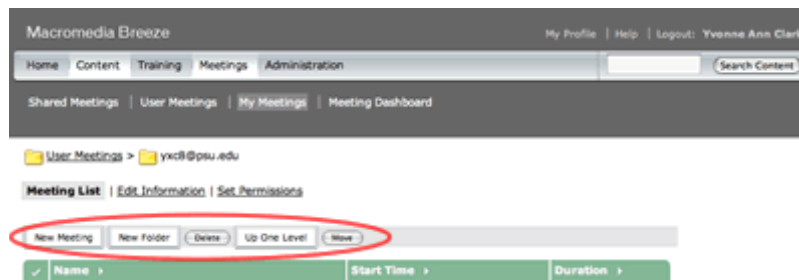 Macromedia Breeze My Profile | Help | Logout: Yvonne Ann Clark
Home Content Training Meetings Administration Search Content
Shared Meetings | User Meetings | My Meetings | Meeting Dashboard
User Meetings > yxc8@psu.edu
Meeting List | Edit Information | Set Permissions
New Meeting New Folder Delete Up One Level Move
Name Start Time Duration